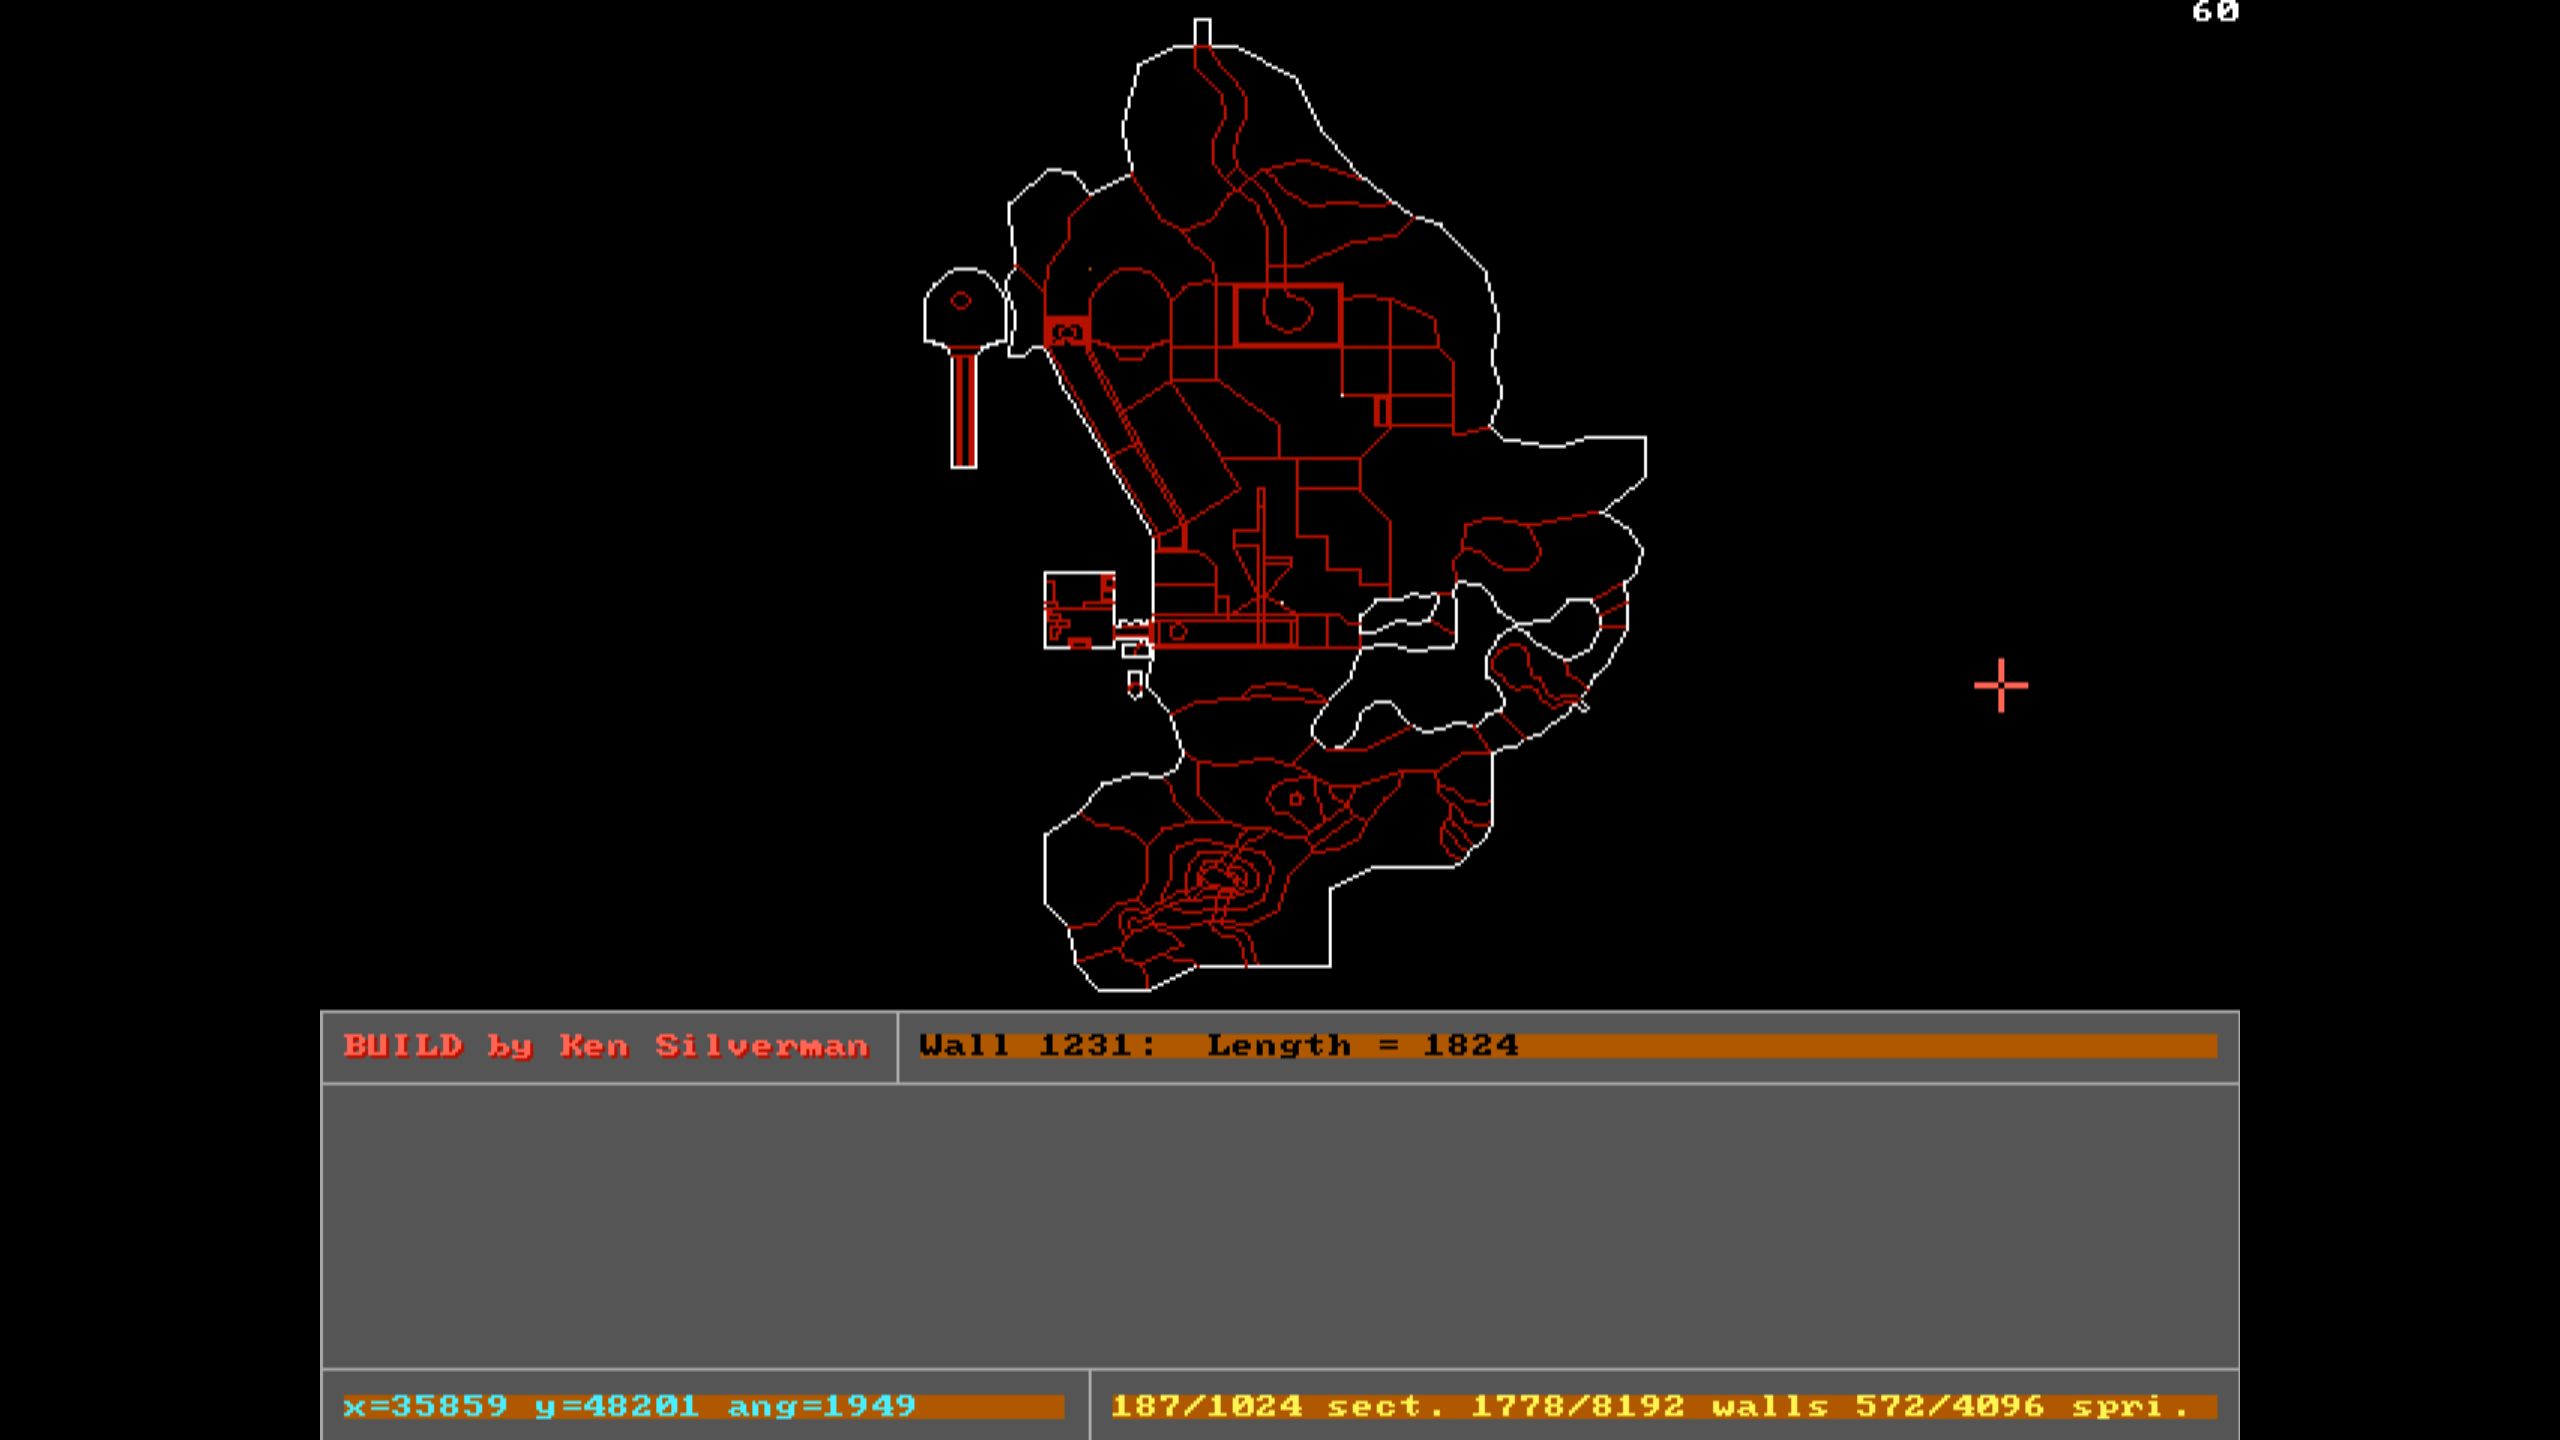 60
BUILD by Ken Silverman
Wall 1231:  Length = 1824
x=35859 y=48201 ang=1949
187/1024 sect. 1778/8192 walls 572/4096 spri.